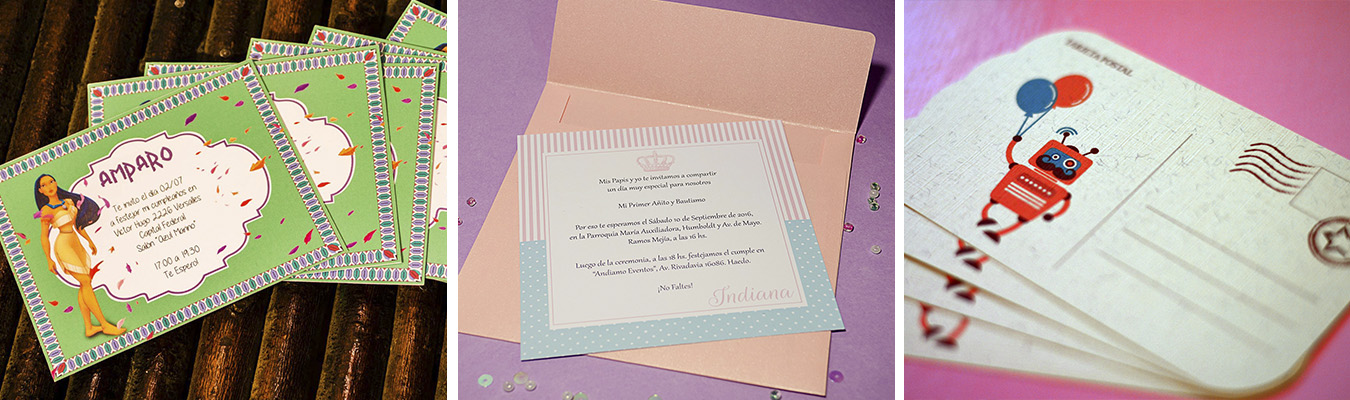 AMPARO
Te invito el día 02/07
a festejar mi cumpleaños en
Victor Hugo 2226 Versalles
Capital Federal
Salón "Azul Marino"
17:00 a 19:30
Te Espero!
Mis Papis y yo te invitamos a compartir
un día muy especial para nosotros
Mi Primer Añito y Bautismo
Por eso te esperamos el Sábado 10 de Septiembre de 2016,
en la Parroquia María Auxiliadora, Humboldt y Av. de Mayo.
Ramos Mejía, a las 16 hs.
Luego de la ceremonia, a las 18 hs. festejamos el cumple en
"Andiamo Eventos", Av. Rivadavia 16086. Haedo.
¡No Faltes!
Indiana
TARJETA POSTAL